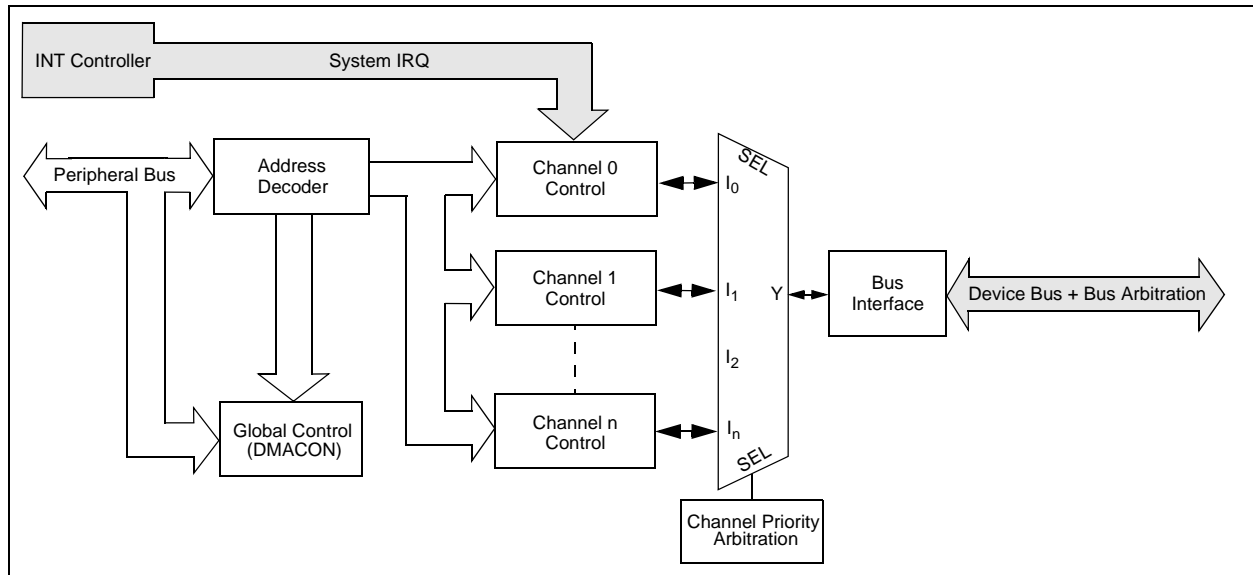 INT Controller
System IRQ
Peripheral Bus
Address
Decoder
Channel 0
Control
SEL
I0
Channel 1
Control
I1
Y
Bus
Interface
Device Bus + Bus Arbitration
I2
Global Control
(DMACON)
Channel n
Control
In
SEL
Channel Priority
Arbitration